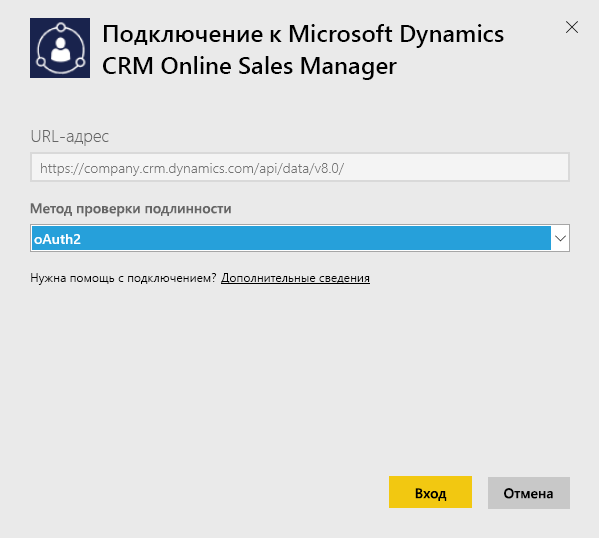 Подключение к Microsoft Dynamics
CRM Online Sales Manager
URL-адрес
https://company.crm.dynamics.com/api/data/v8.0/
Метод проверки подлинности
oAuth2
Нужна помощь с подключением? Дополнительные сведения
Вход
Отмена